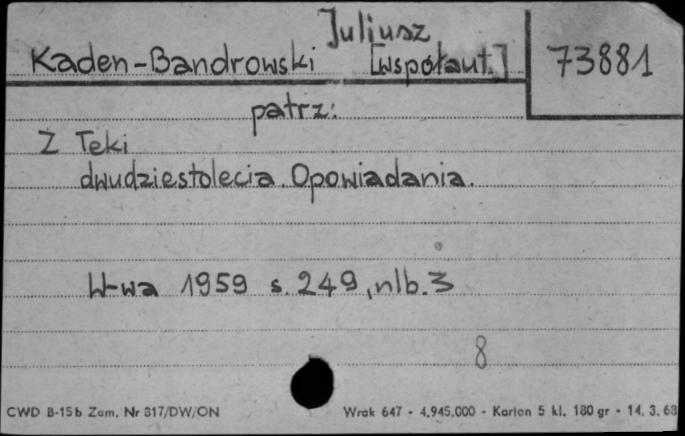 Juliusz
Kaden-Bandrowski [współaut.] 73881
patrz:
Z Teki
dwudziestolecia. Opowiadania.
W-wa 1959 s. 249, nlb. 3
8
CWD B-15b Zam. Nr 817/DW/ON Wrak 647 - 4.945.000 - Karton 5 kl. 180 gr - 14. 3. 68